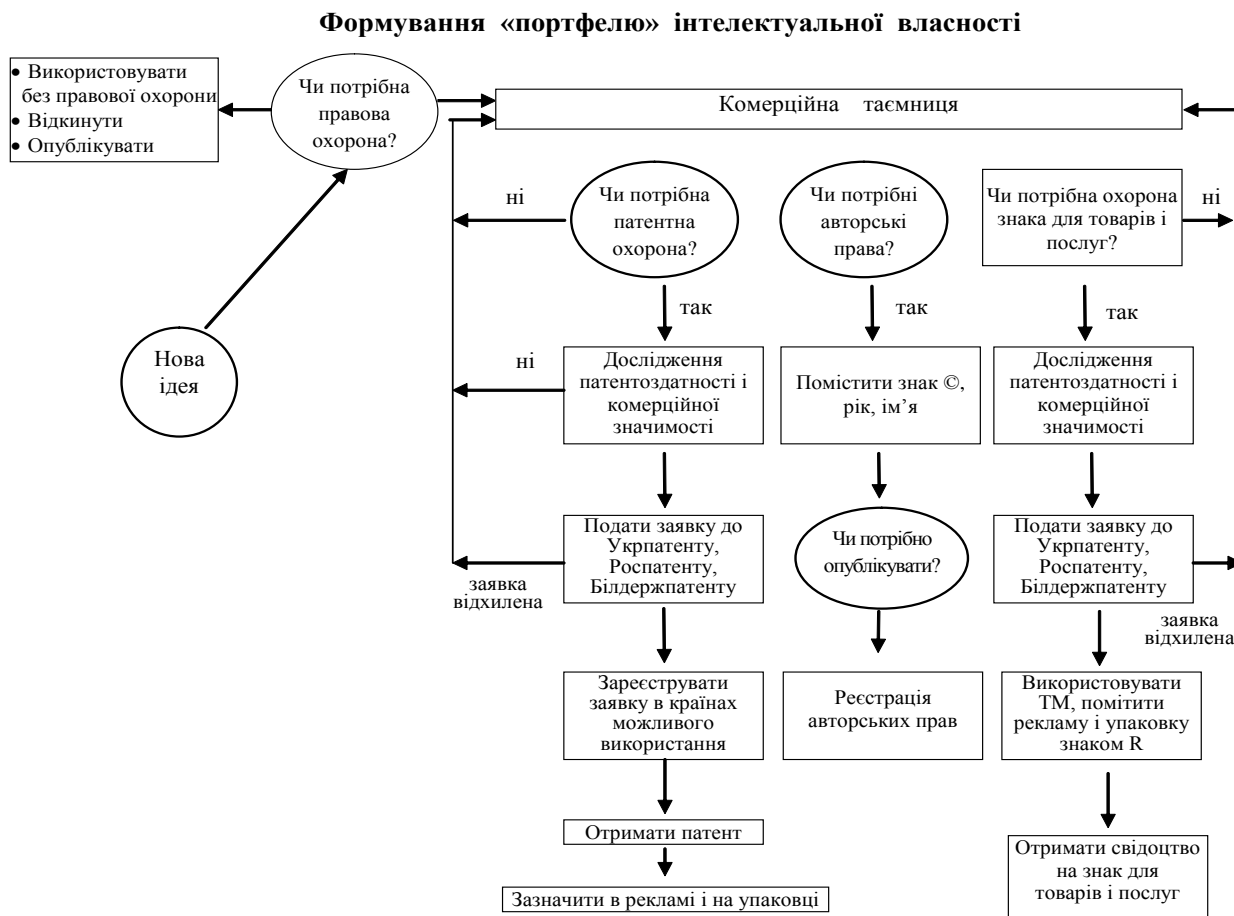 Формування «портфелю» інтелектуальної власності
• Використовувати
без правової охорони
• Відкинути
• Опублікувати
Чи потрібна
правова
охорона?
Комерційна таємниця
Нова
ідея
ні
Чи потрібна
патентна
охорона?
Чи потрібні
авторські
права?
Чи потрібна охорона
знака для товарів і
послуг?
ні
так
так
так
ні
Дослідження
патентоздатності і
комерційної
значимості
Помістити знак ©,
рік, ім’я
Дослідження
патентоздатності і
комерційної
значимості
Подати заявку до
Укрпатенту,
Роспатенту,
Білдержпатенту
заявка
відхилена
Чи потрібно
опублікувати?
Подати заявку до
Укрпатенту,
Роспатенту,
Білдержпатенту
заявка
відхилена
Зареєструвати
заявку в країнах
можливого
використання
Реєстрація
авторських прав
Використовувати
ТМ, помітити
рекламу і упаковку
знаком R
Отримати патент
Отримати свідоцтво
на знак для
товарів і послуг
Зазначити в рекламі і на упаковці